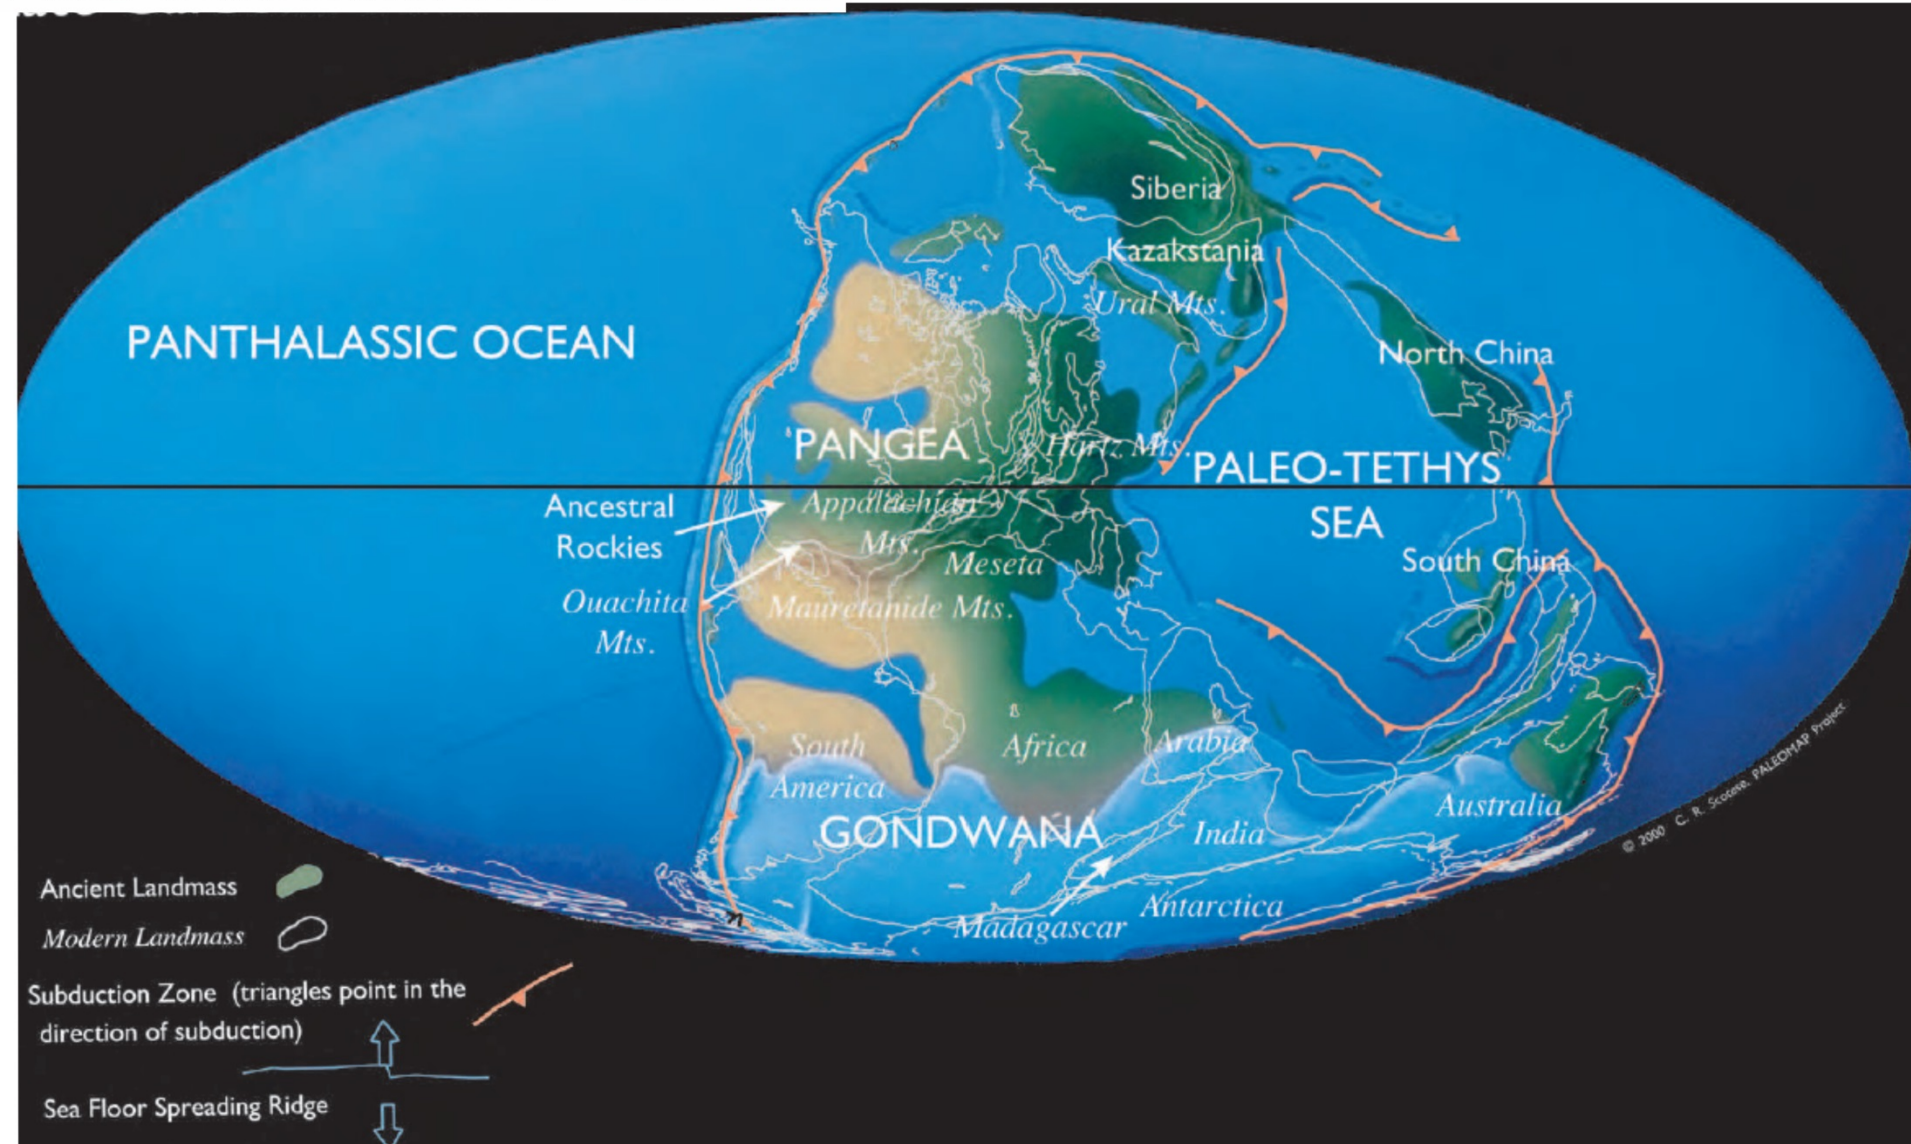 Siberia
Kazakstania
Ural Mts.
PANTHALASSIC OCEAN
North China
PANGEA
Hartz Mts.
PALEO-TETHYS
SEA
Ancestral
Rockies
Appalachian
Mts.
Meseta
South China
Ouachita
Mts.
Mauretanide Mts.
South
America
Africa
Arabia
GONDWANA
India
Australia
Madagascar
Antarctica
© 2000 C. R. Scotese, PALEOMAP Project
Ancient Landmass
Modern Landmass
Subduction Zone (triangles point in the
direction of subduction)
Sea Floor Spreading Ridge